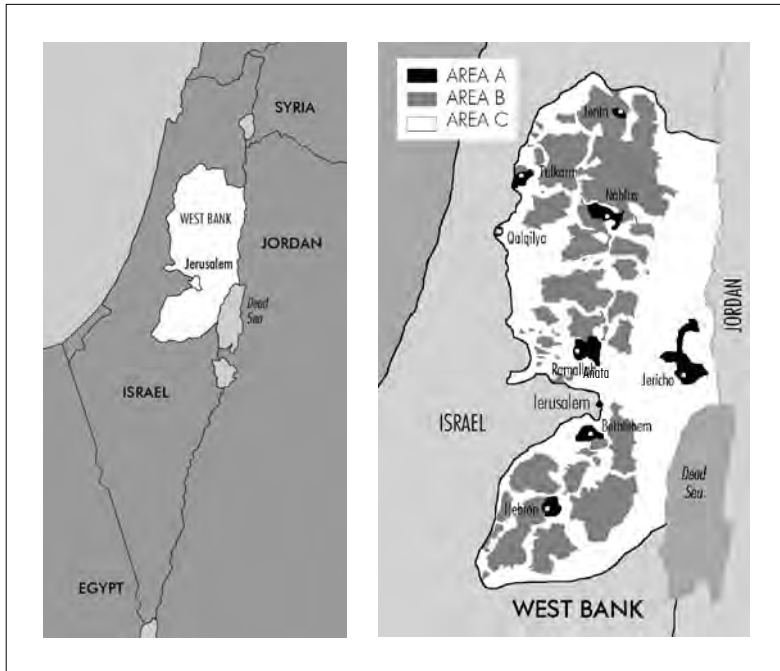 SYRIA
WEST BANK
JORDAN
Jerusalem
Dead
Sea
ISRAEL
EGYPT
AREA A
AREA B
AREA C
Jenin
Tulkarm
Nablus
Qalqilya
Ramallah
Anata
Jericho
Jerusalem
Bethlehem
Hebron
ISRAEL
JORDAN
Dead
Sea
WEST BANK